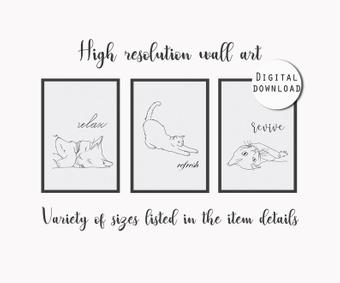 High resolution wall art
DIGITAL
DOWNLOAD
relax
refresh
revive
Variety of sizes listed in the item details